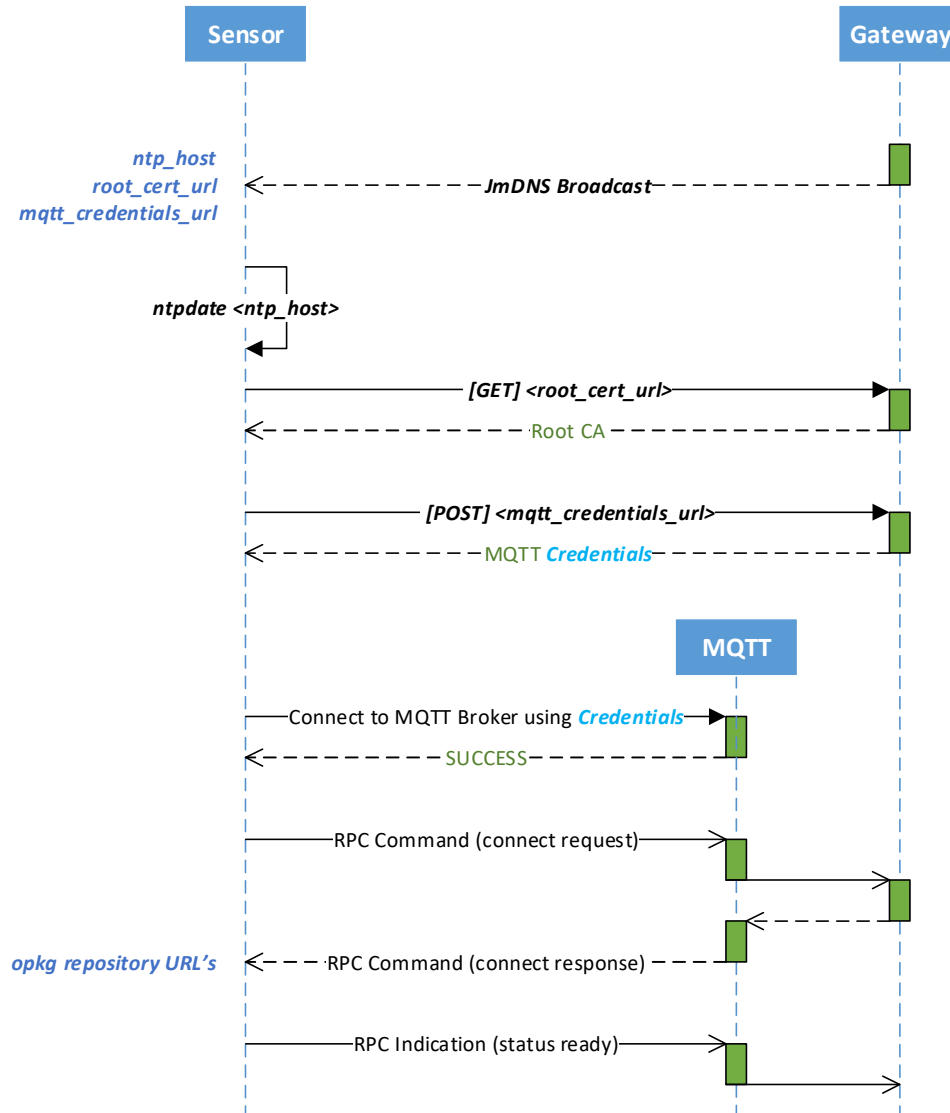 Sensor
Gateway
ntp_host
root_cert_url
mqtt_credentials_url
JmDNS Broadcast
ntpdate <ntp_host>
[GET] <root_cert_url>
Root CA
[POST] <mqtt_credentials_url>
MQTT Credentials
MQTT
Connect to MQTT Broker using Credentials
SUCCESS
RPC Command (connect request)
opkg repository URL’s
RPC Command (connect response)
RPC Indication (status ready)